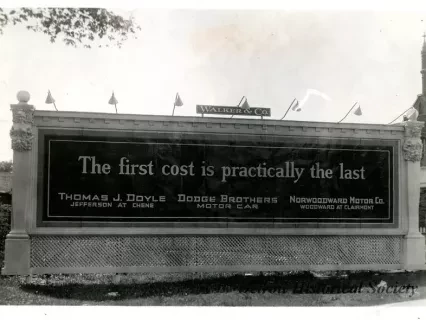 WALKER & CO.
The first cost is practically the last
THOMAS J. DOYLE
JEFFERSON AT CHENE
DODGE BROTHERS
MOTOR CAR
NORWOODWARD MOTOR CO.
WOODWARD AT CLAIRMONT
Historical Society